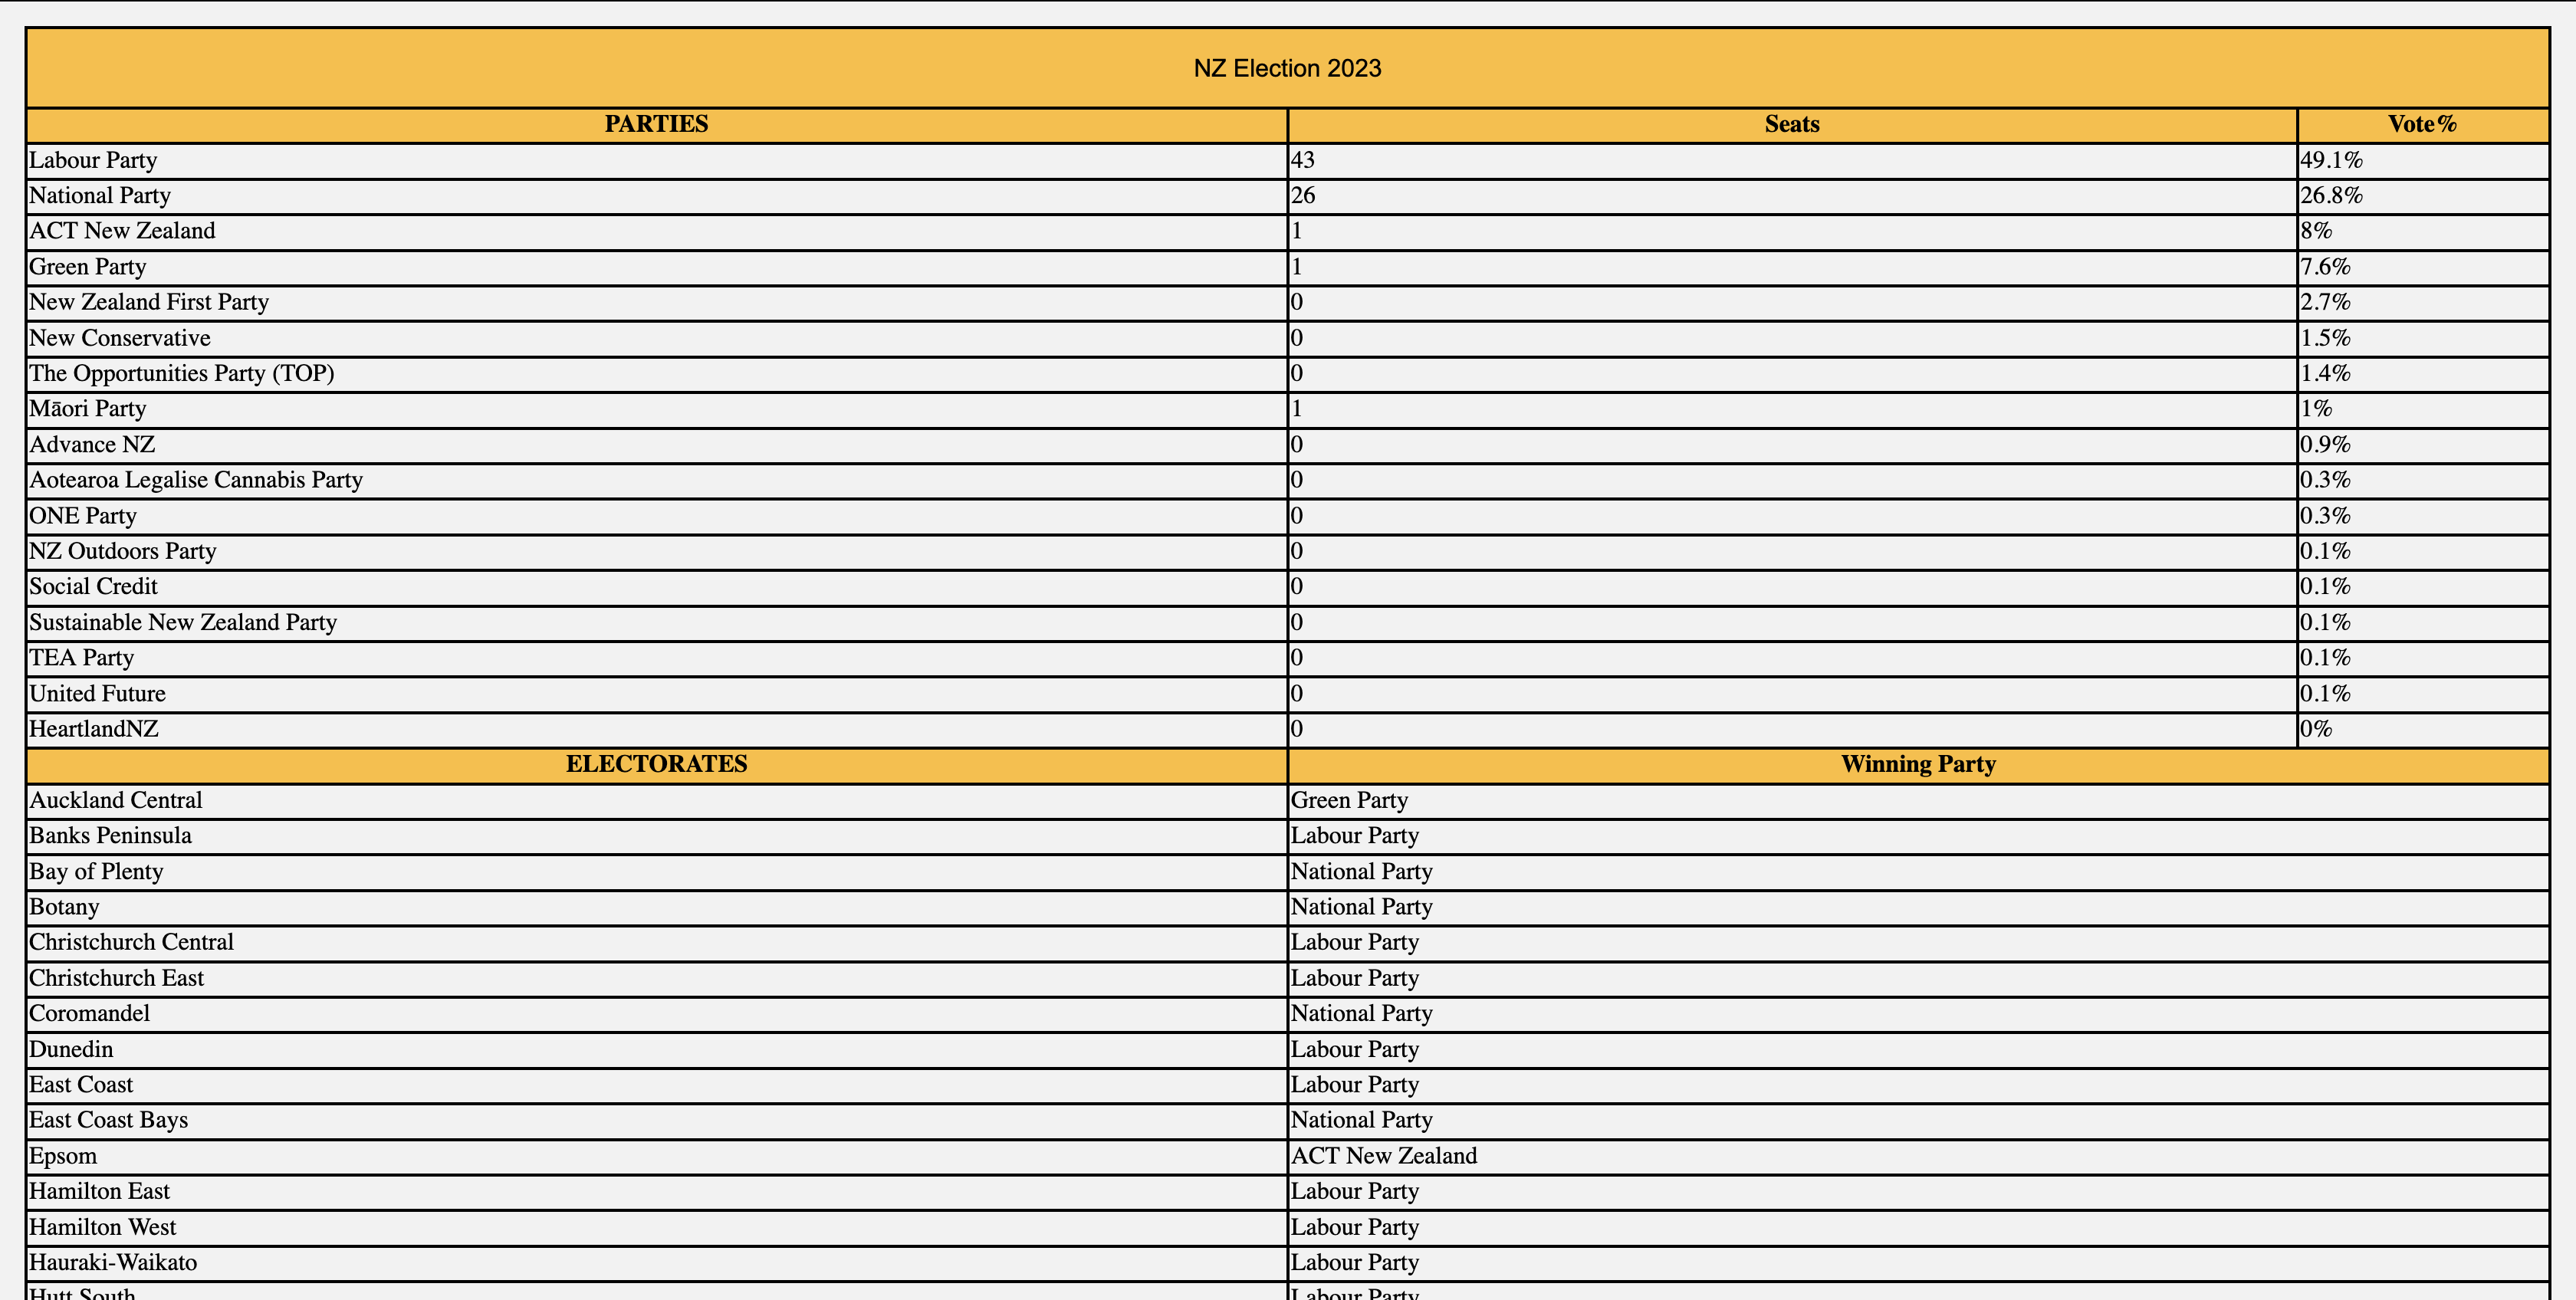 NZ Election 2023
PARTIES Seats Vote%
Labour Party 43 49.1%
National Party 26 26.8%
ACT New Zealand 1 8%
Green Party 1 7.6%
New Zealand First Party 0 2.7%
New Conservative 0 1.5%
The Opportunities Party (TOP) 0 1.4%
Māori Party 1 1%
Advance NZ 0 0.9%
Aotearoa Legalise Cannabis Party 0 0.3%
ONE Party 0 0.3%
NZ Outdoors Party 0 0.1%
Social Credit 0 0.1%
Sustainable New Zealand Party 0 0.1%
TEA Party 0 0.1%
United Future 0 0.1%
HeartlandNZ 0 0%
ELECTORATES Winning Party
Auckland Central Green Party
Banks Peninsula Labour Party
Bay of Plenty National Party
Botany National Party
Christchurch Central Labour Party
Christchurch East Labour Party
Coromandel National Party
Dunedin Labour Party
East Coast Labour Party
East Coast Bays National Party
Epsom ACT New Zealand
Hamilton East Labour Party
Hamilton West Labour Party
Hauraki-Waikato Labour Party
Hutt South Labour Party